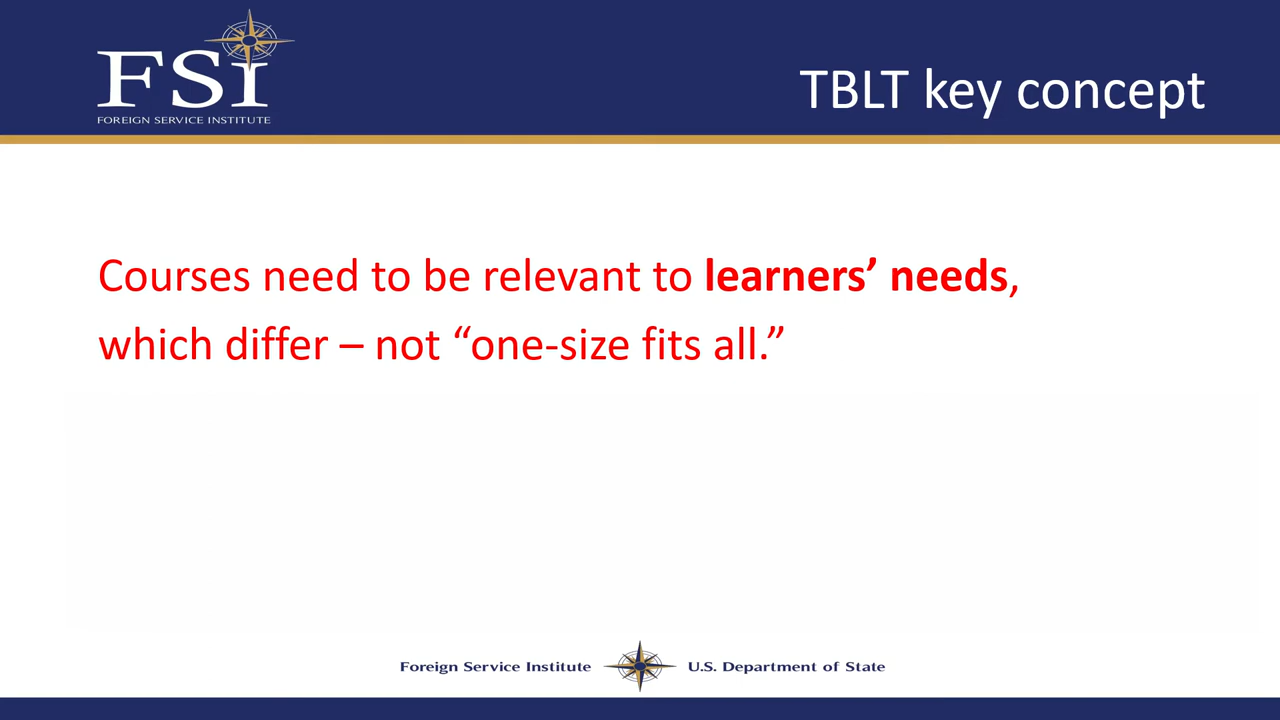 FSI
FOREIGN SERVICE INSTITUTE
TBLT key concept
Courses need to be relevant to learners’ needs,
which differ – not “one-size fits all.”
Foreign Service Institute U.S. Department of State